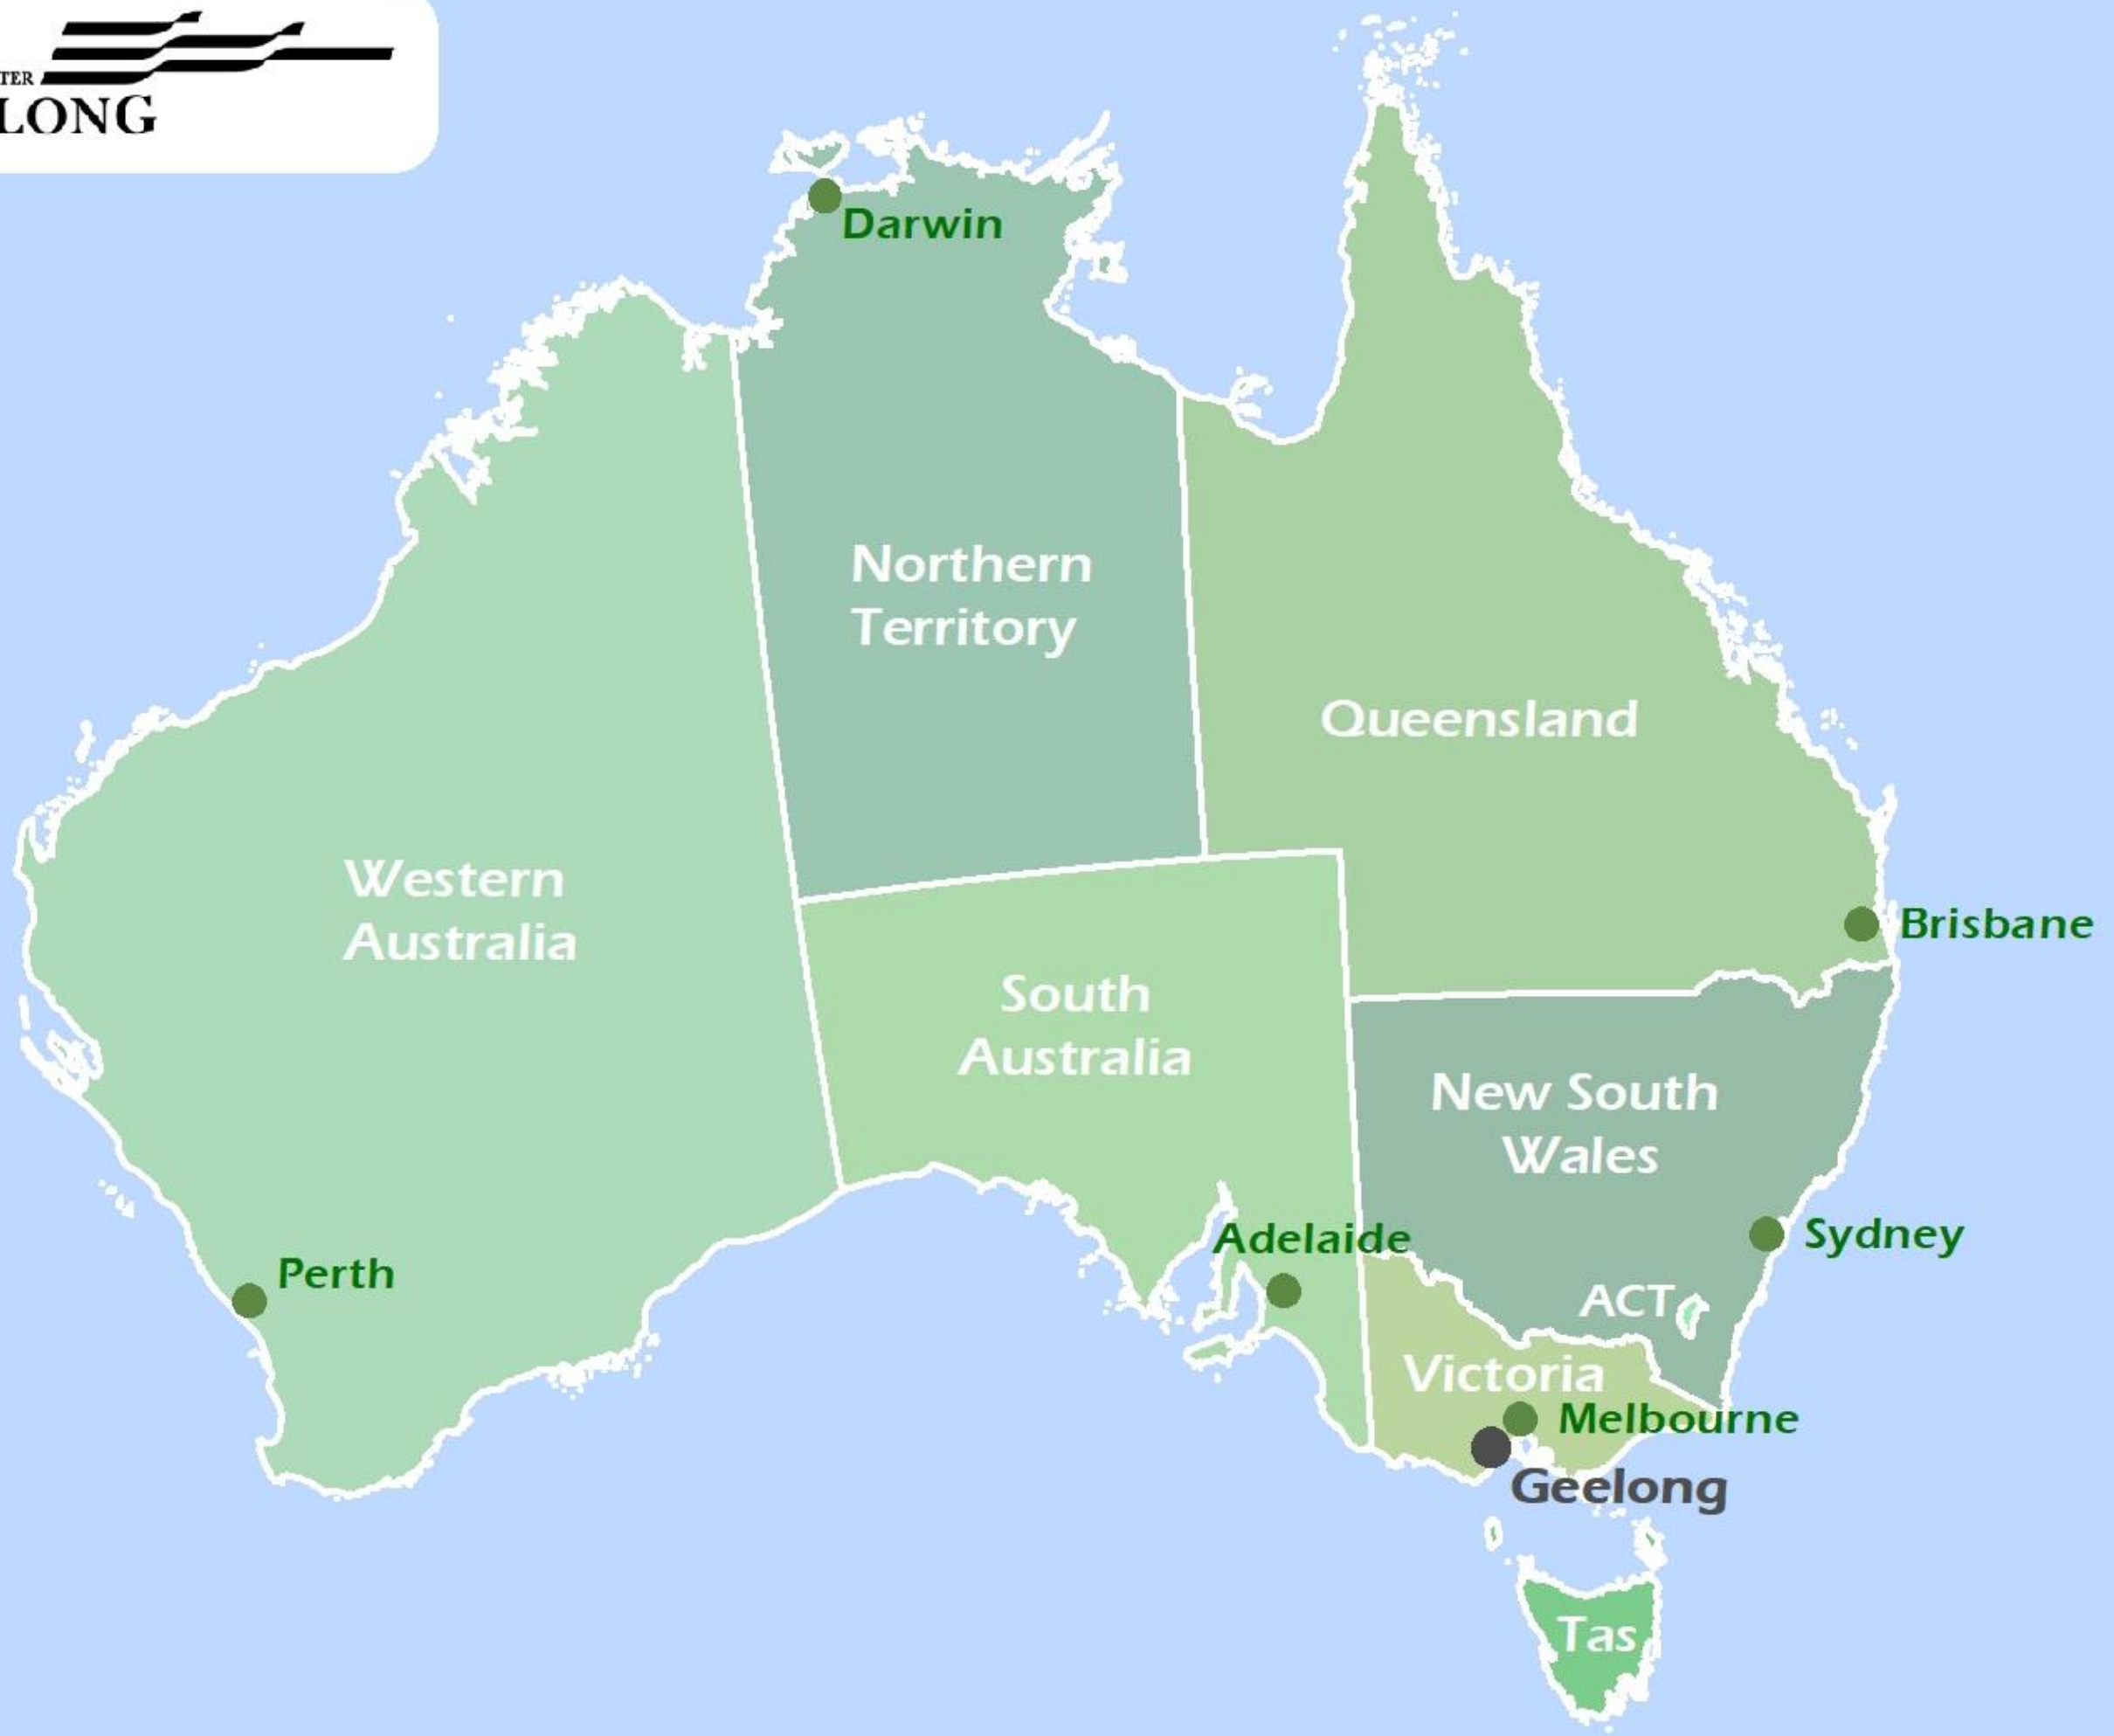 TER
LONG
Darwin
Northern
Territory
Queensland
Western
Australia
Brisbane
South
Australia
New South
Wales
Adelaide
Sydney
Perth
ACT
Victoria
Melbourne
Geelong
Tas